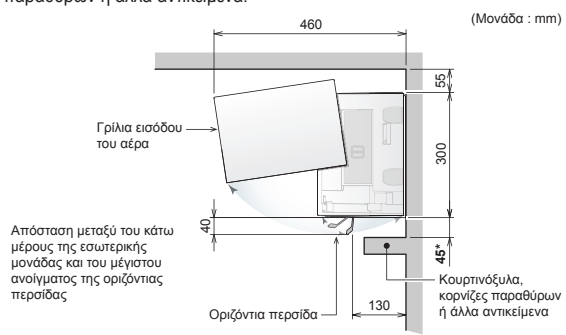 παραθύρων ή άλλα αντικείμενα.
(Μονάδα : mm)
460
55
Γρίλια εισόδου
του αέρα
300
40
Απόσταση μεταξύ του κάτω
μέρους της εσωτερικής
μονάδας και του μέγιστου
ανοίγματος της οριζόντιας
περσίδας
45*
Οριζόντια περσίδα
130
Κουρτινόξυλα,
κορνίζες παραθύρων
ή άλλα αντικείμενα